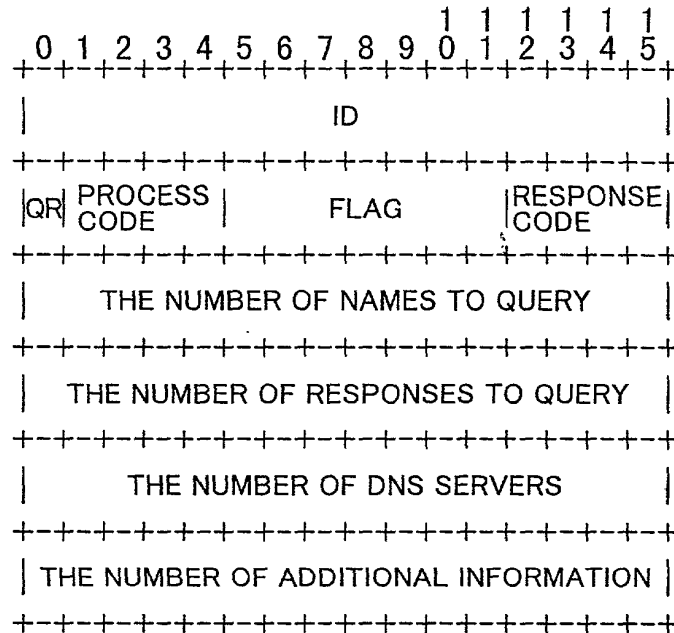 1 1 1 1 1 1
0 1 2 3 4 5 6 7 8 9 0 1 2 3 4 5
+--+--+--+--+--+--+--+--+--+--+--+--+--+--+--+--+
| ID |
+--+--+--+--+--+--+--+--+--+--+--+--+--+--+--+--+
|QR| PROCESS CODE | FLAG |RESPONSE CODE |
+--+--+--+--+--+--+--+--+--+--+--+--+--+--+--+--+
| THE NUMBER OF NAMES TO QUERY |
+--+--+--+--+--+--+--+--+--+--+--+--+--+--+--+--+
| THE NUMBER OF RESPONSES TO QUERY |
+--+--+--+--+--+--+--+--+--+--+--+--+--+--+--+--+
| THE NUMBER OF DNS SERVERS |
+--+--+--+--+--+--+--+--+--+--+--+--+--+--+--+--+
| THE NUMBER OF ADDITIONAL INFORMATION |
+--+--+--+--+--+--+--+--+--+--+--+--+--+--+--+--+